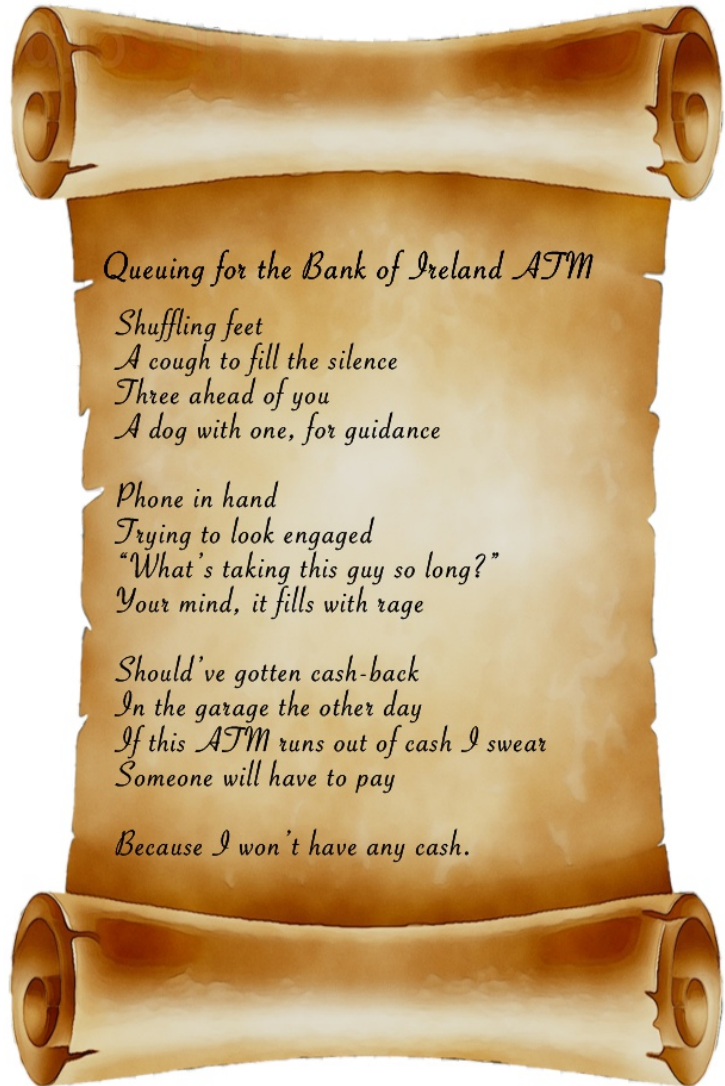 Queuing for the Bank of Ireland ATM
Shuffling feet
A cough to fill the silence
Three ahead of you
A dog with one, for guidance
Phone in hand
Trying to look engaged
“What’s taking this guy so long?”
Your mind, it fills with rage
Should’ve gotten cash-back
In the garage the other day
If this ATM runs out of cash I swear
Someone will have to pay
Because I won’t have any cash.